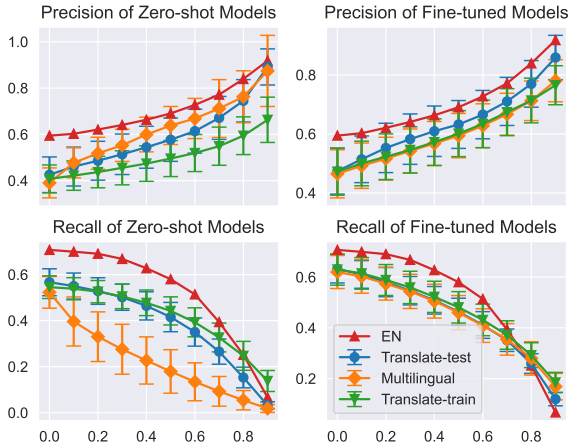 Precision of Zero-shot Models
Precision of Fine-tuned Models
1.0
0.8
0.6
0.4
0.8
0.6
0.4
Recall of Zero-shot Models
Recall of Fine-tuned Models
0.6
0.4
0.2
0.0
0.6
0.4
0.2
EN
Translate-test
Multilingual
Translate-train
0.0 0.2 0.4 0.6 0.8
0.0 0.2 0.4 0.6 0.8